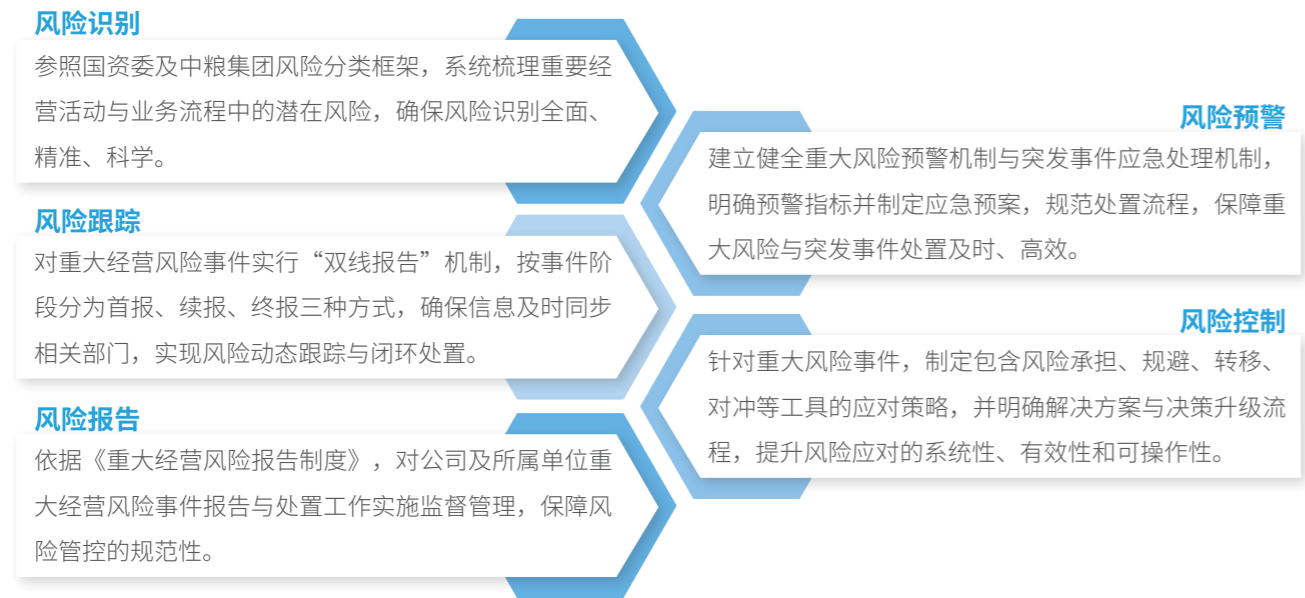 风险识别
参照国资委及中粮集团风险分类框架，系统梳理重要经
营活动与业务流程中的潜在风险，确保风险识别全面、
精准、科学。
风险预警
建立健全重大风险预警机制与突发事件应急处理机制，
明确预警指标并制定应急预案，规范处置流程，保障重
大风险与突发事件处置及时、高效。
风险跟踪
对重大经营风险事件实行“双线报告”机制，按事件阶
段分为首报、续报、终报三种方式，确保信息及时同步
相关部门，实现风险动态跟踪与闭环处置。
风险控制
针对重大风险事件，制定包含风险承担、规避、转移、
对冲等工具的应对策略，并明确解决方案与决策升级流
程，提升风险应对的系统性、有效性和可操作性。
风险报告
依据《重大经营风险报告制度》，对公司及所属单位重
大经营风险事件报告与处置工作实施监督管理，保障风
险管控的规范性。